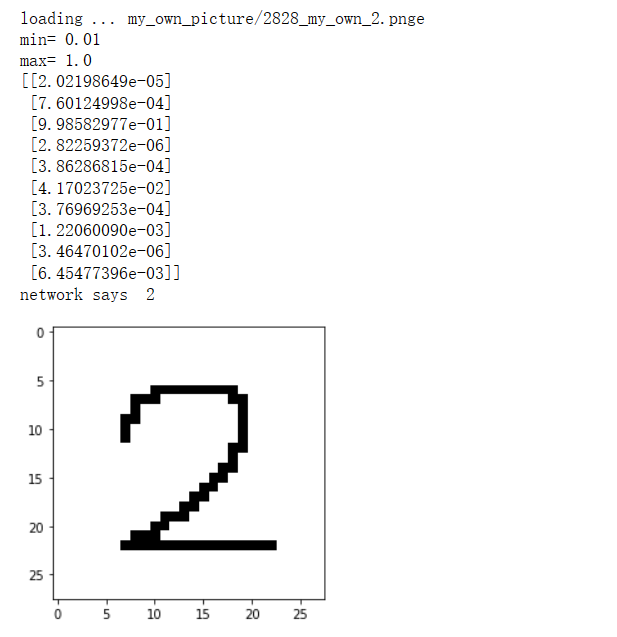 loading ... my_own_picture/2828_my_own_2.pnge
min= 0.01
max= 1.0
[[2.02198649e-05]
[7.60124998e-04]
[9.98582977e-01]
[2.82259372e-06]
[3.86286815e-04]
[4.17023725e-02]
[3.76969253e-04]
[1.22060090e-03]
[3.46470102e-06]
[6.45477396e-03]]
network says  2
0
5
10
15
20
25
2
0 5 10 15 20 25